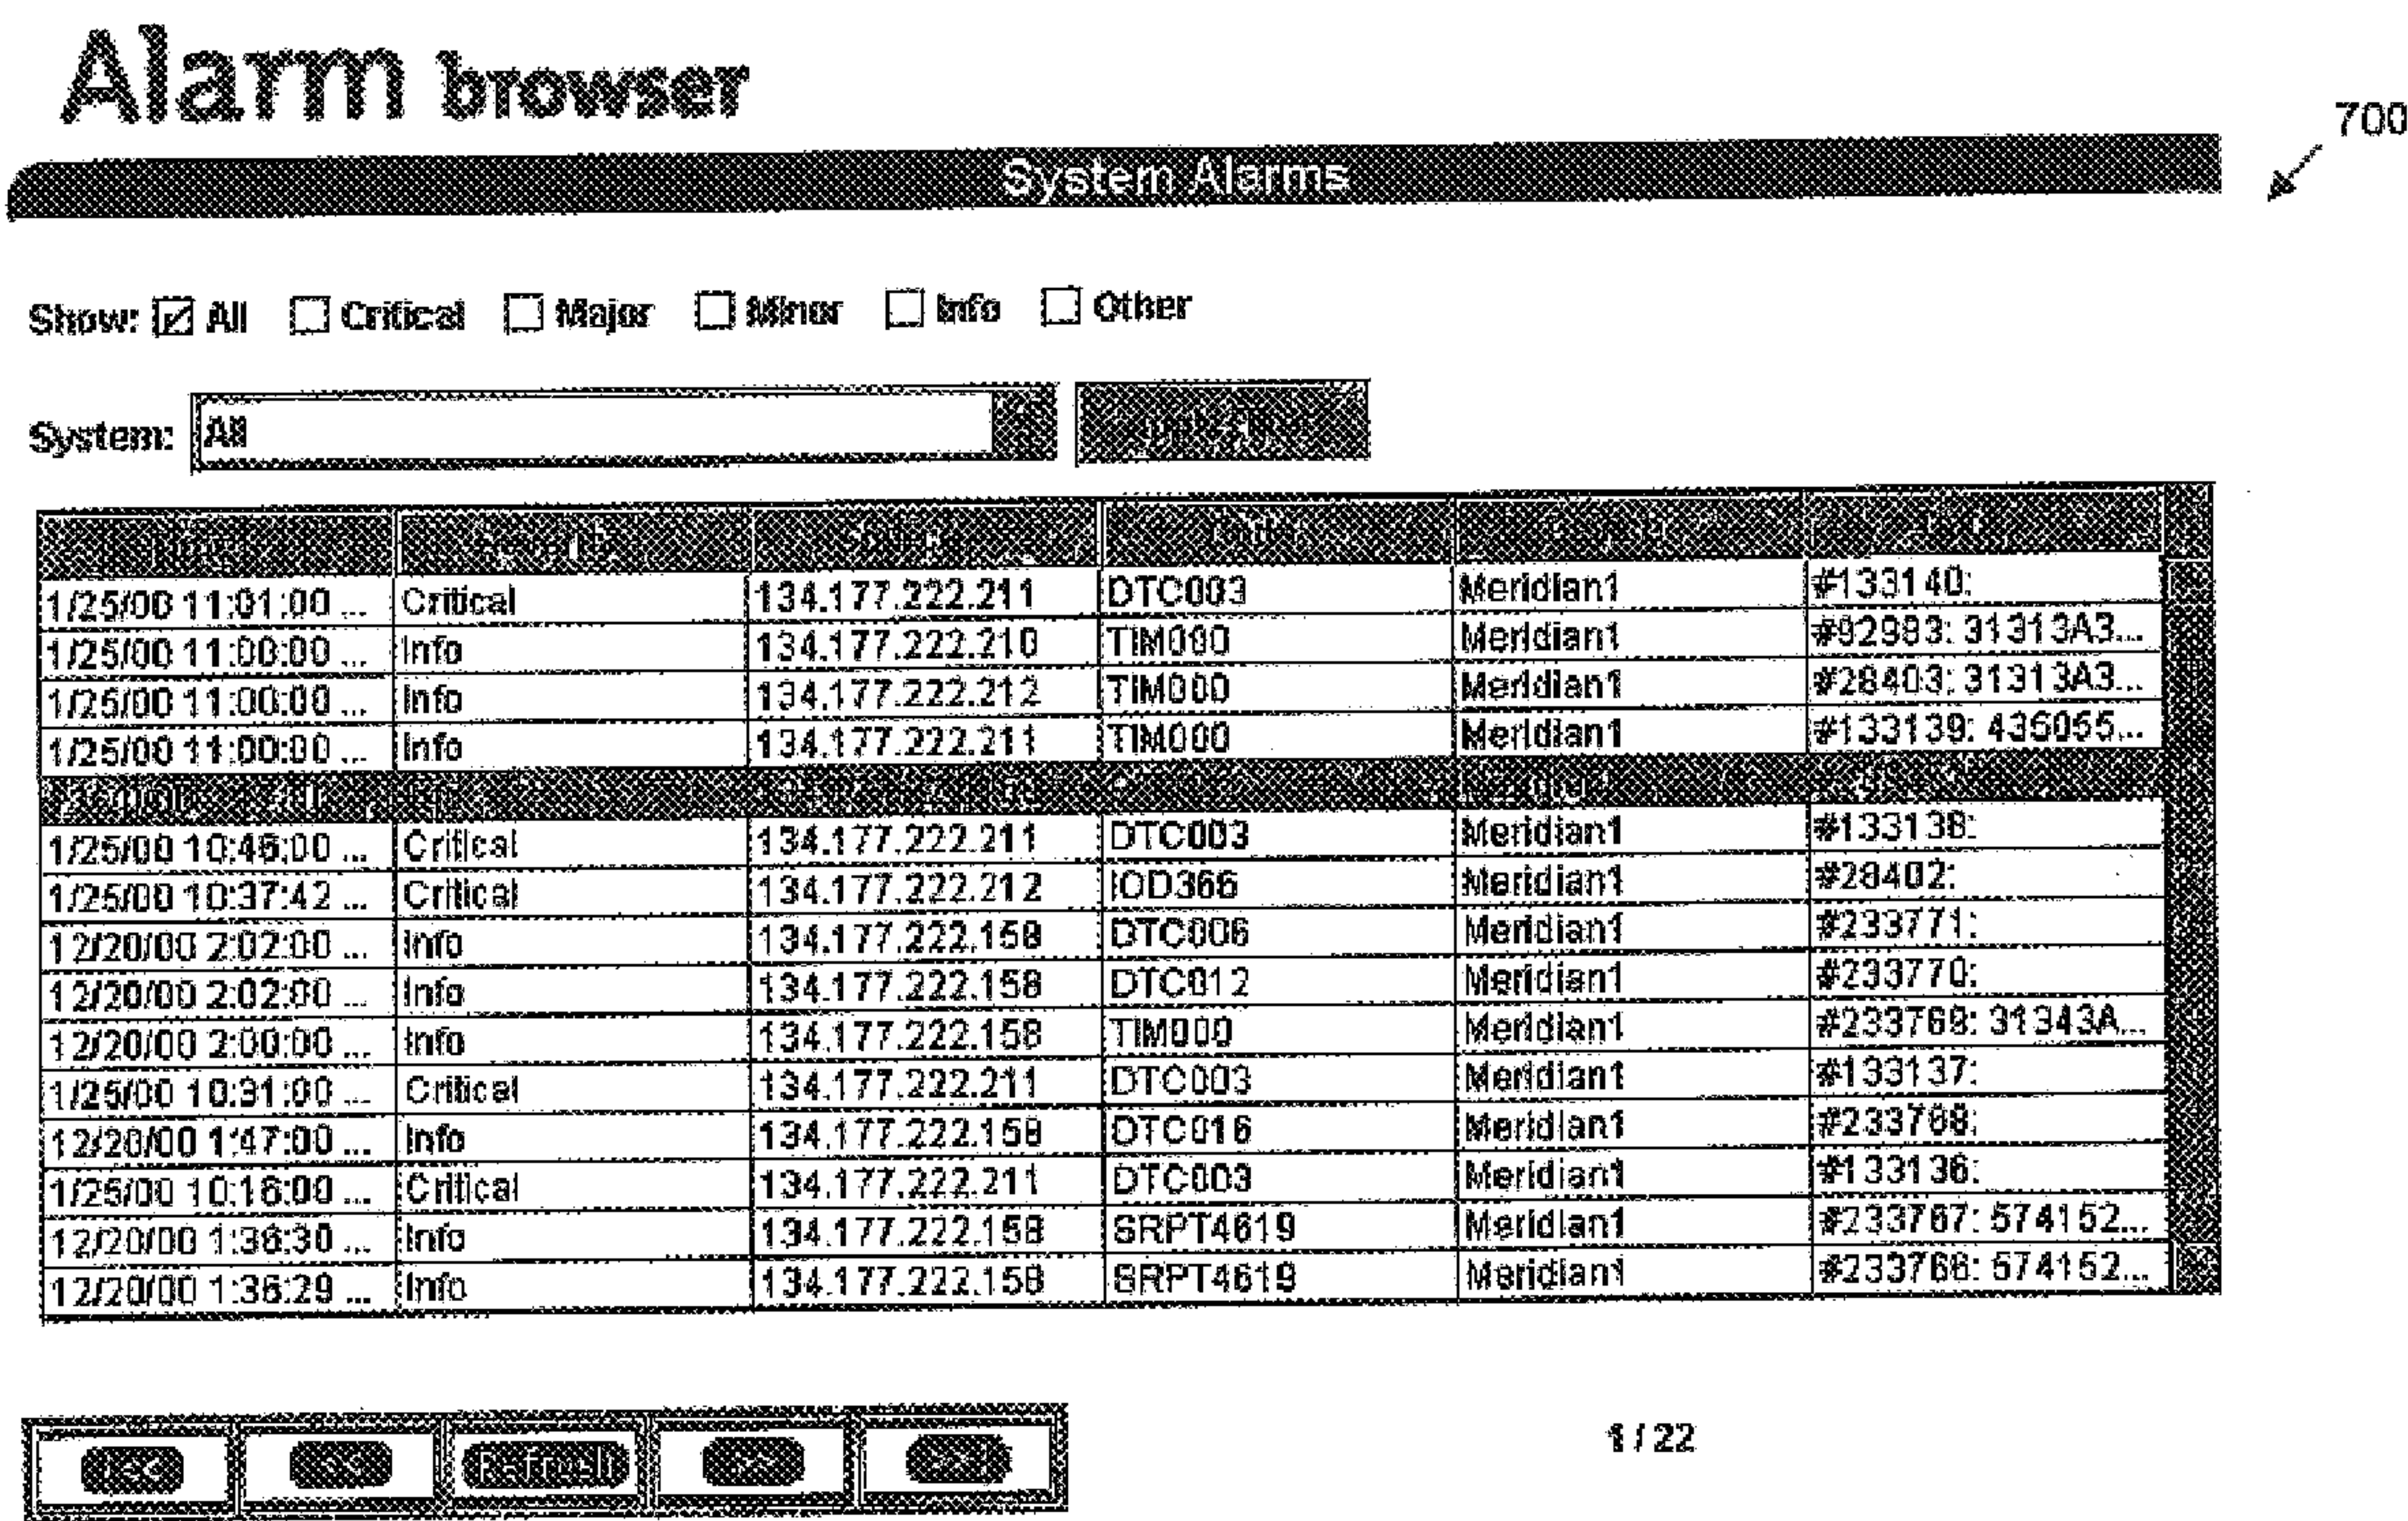 Alarm browser
700
System Alarms
Show: All Critical Major Minor Info Other
System: All
1/25/00 11:01:00 ... Critical 134.177.222.211 DTC003 Meridian1 #133140:
1/25/00 11:00:00 ... Info 134.177.222.210 TIM000 Meridian1 #92983: 31313A3...
1/25/00 11:00:00 ... Info 134.177.222.212 TIM000 Meridian1 #28403: 31313A3...
1/25/00 11:00:00 ... Info 134.177.222.211 TIM000 Meridian1 #133139: 435055...
1/25/00 10:46:00 ... Critical 134.177.222.211 DTC003 Meridian1 #133138:
1/25/00 10:37:42 ... Critical 134.177.222.212 IOD366 Meridian1 #28402:
12/20/00 2:02:00 ... Info 134.177.222.158 DTC006 Meridian1 #233771:
12/20/00 2:02:00 ... Info 134.177.222.158 DTC012 Meridian1 #233770:
12/20/00 2:00:00 ... Info 134.177.222.158 TIM000 Meridian1 #233769: 31343A...
1/25/00 10:31:00 ... Critical 134.177.222.211 DTC003 Meridian1 #133137:
12/20/00 1:47:00 ... Info 134.177.222.158 DTC016 Meridian1 #233768:
1/25/00 10:16:00 ... Critical 134.177.222.211 DTC003 Meridian1 #133136:
12/20/00 1:36:30 ... Info 134.177.222.158 SRPT4619 Meridian1 #233767: 574152...
12/20/00 1:36:29 ... Info 134.177.222.158 SRPT4619 Meridian1 #233766: 574152...
|<< << Refresh >> >>|
1 / 22